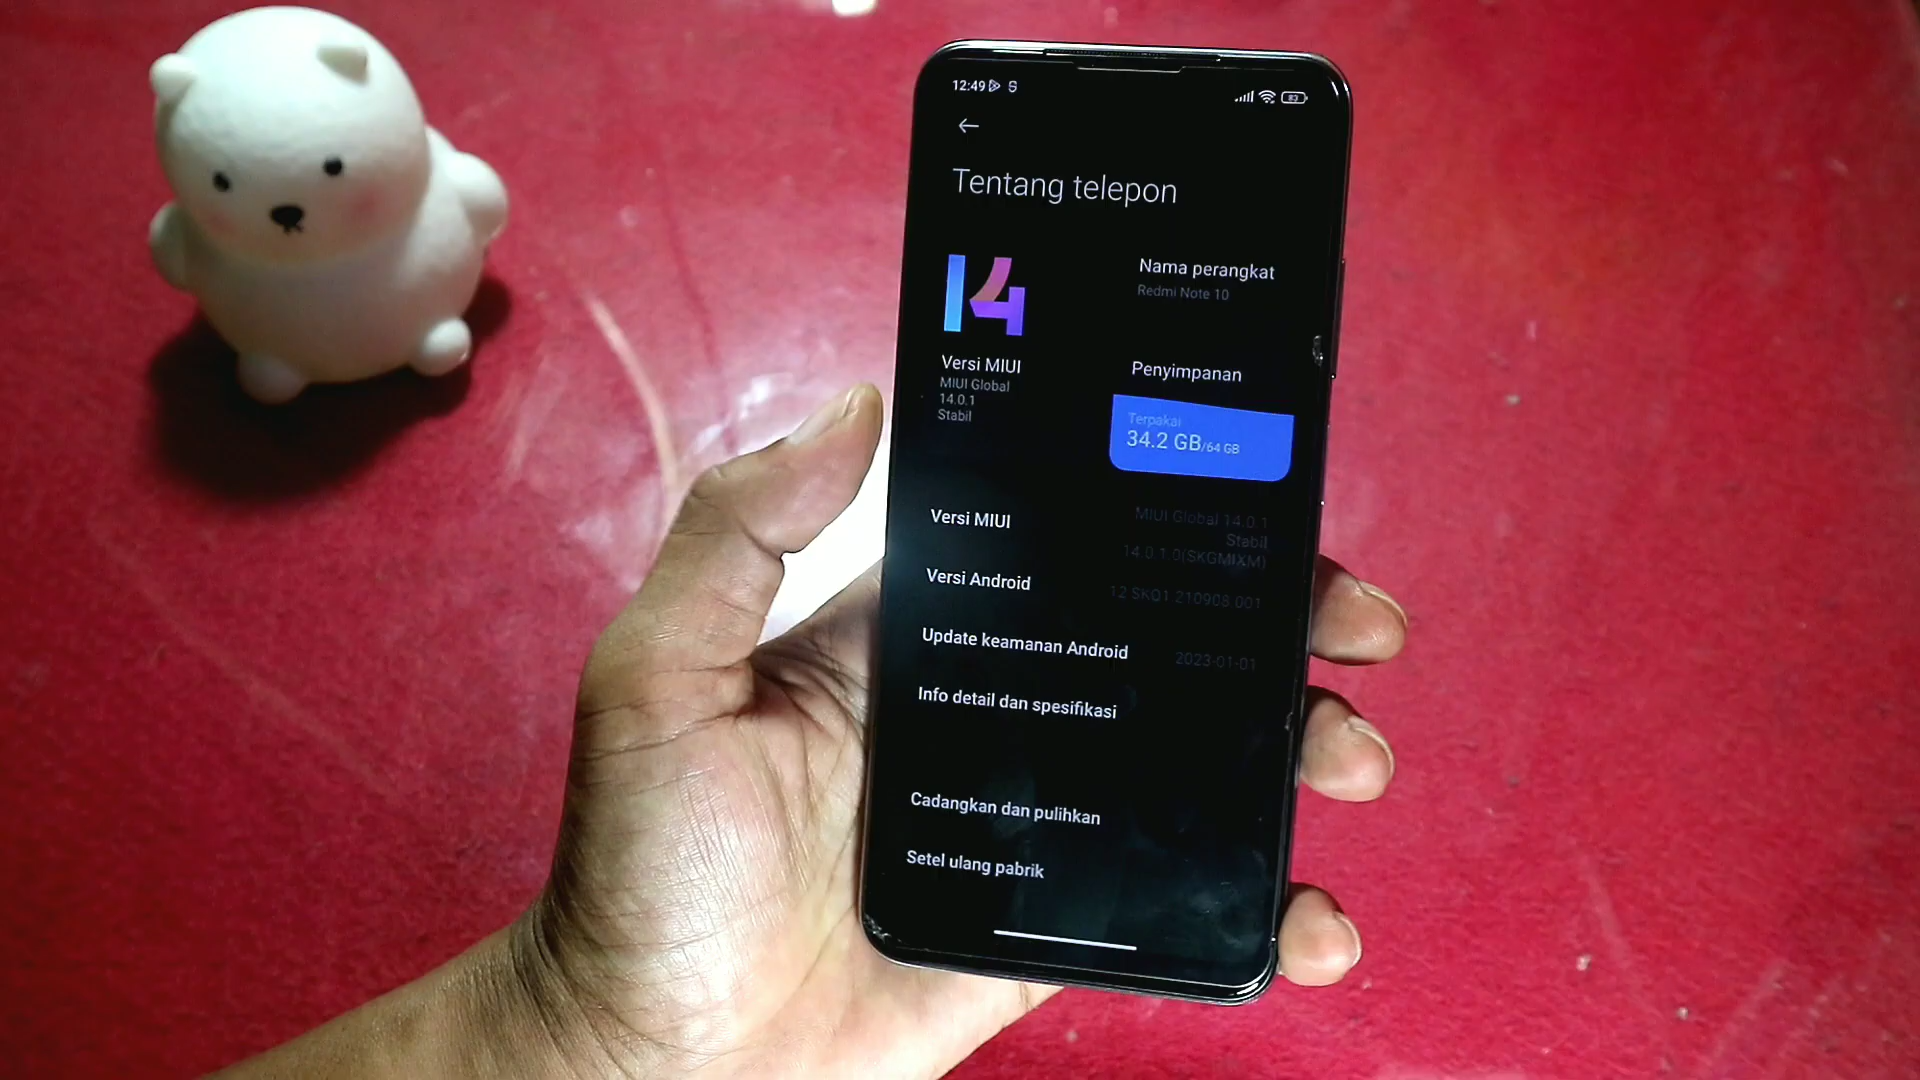 12:49
83
Tentang telepon
14
Nama perangkat
Redmi Note 10
Versi MIUI
MIUI Global
14.0.1
Stabil
Penyimpanan
Terpakai
34.2 GB/64 GB
Versi MIUI
MIUI Global 14.0.1
Stabil
14.0.1.0(SKGMIXM)
Versi Android
12 SKQ1.210908.001
Update keamanan Android
2023-01-01
Info detail dan spesifikasi
Cadangkan dan pulihkan
Setel ulang pabrik